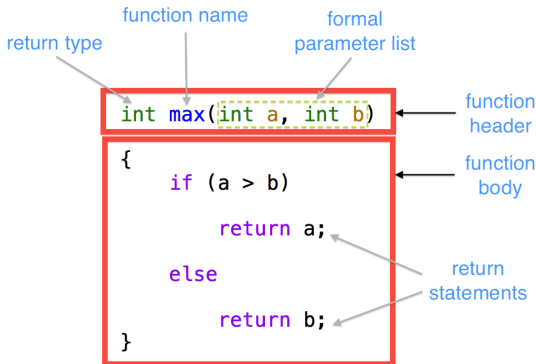 function name
return type
formal
parameter list
int max(int a, int b)
function
header
{
function
body
if (a > b)
return a;
else
return
statements
return b;
}